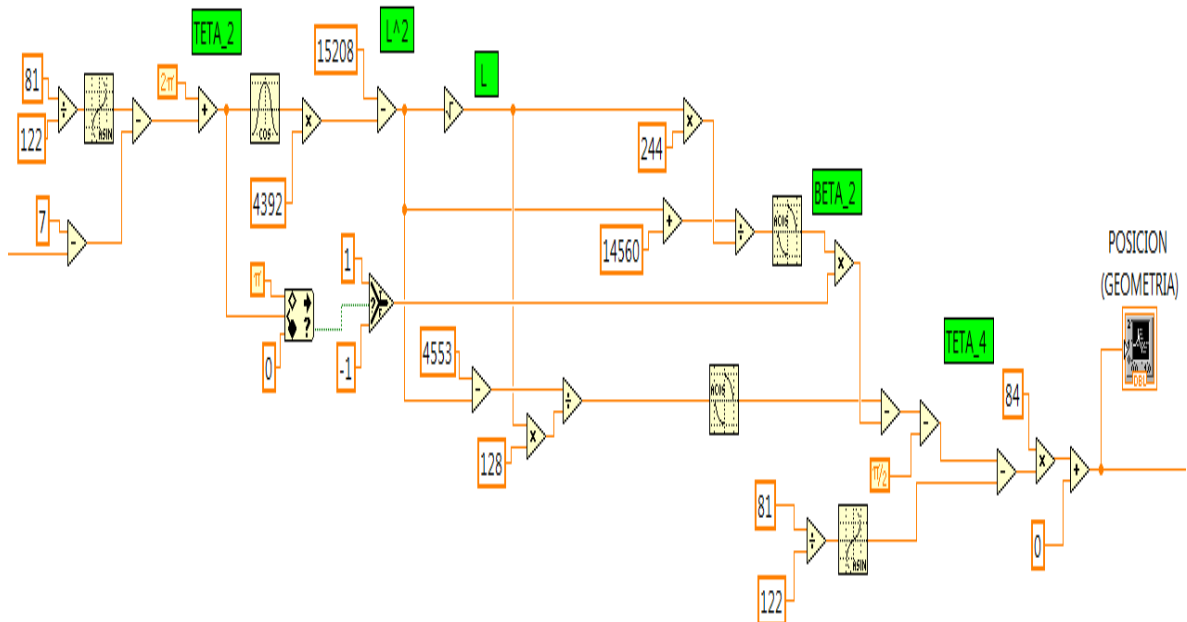 TETA_2
L^2
L
15208
81
2π
ASIN
COS
122
244
4392
7
BETA_2
ACOS
14560
1
π
POSICION
(GEOMETRIA)
DBL
0
-1
4553
TETA_4
ACOS
84
128
π/2
81
ASIN
0
122